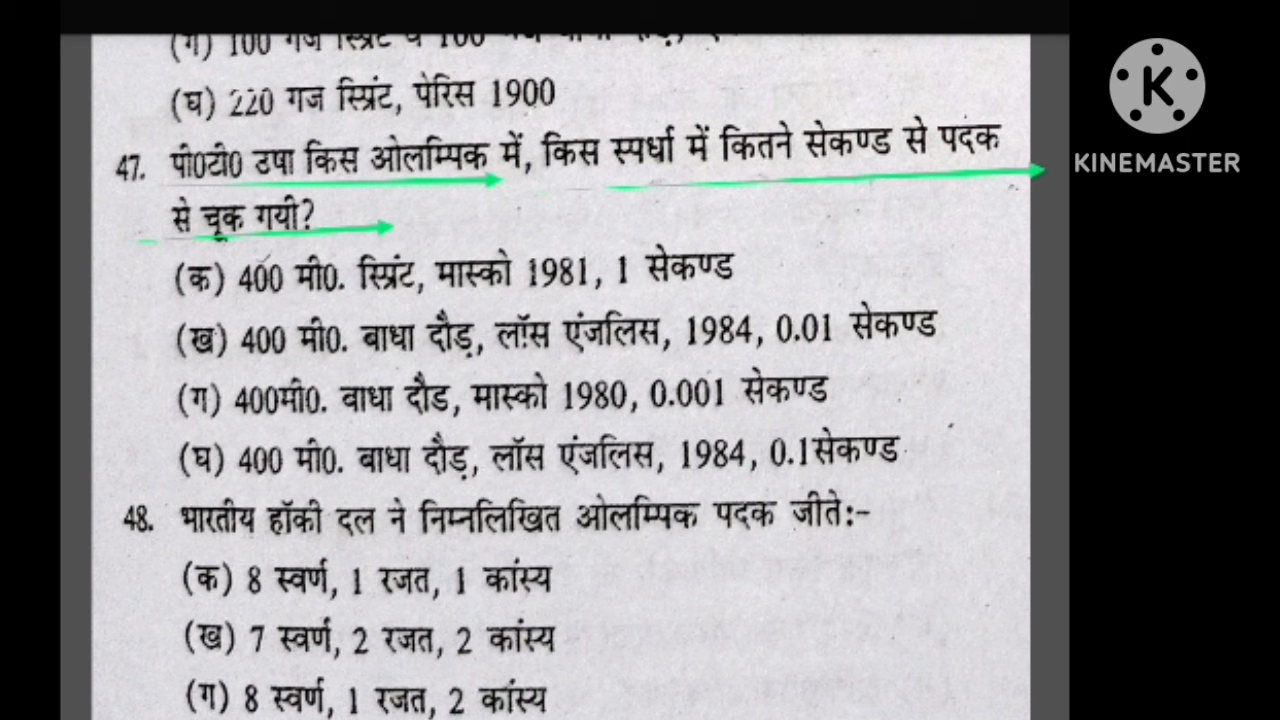 (ग) 100 गज स्प्रिंट व 100
(घ) 220 गज स्प्रिंट, पेरिस 1900
47. पी0टी0 उषा किस ओलम्पिक में, किस स्पर्धा में कितने सेकण्ड से पदक
से चूक गयी?
(क) 400 मी0. स्प्रिंट, मास्को 1981, 1 सेकण्ड
(ख) 400 मी0. बाधा दौड़, लॉस एंजलिस, 1984, 0.01 सेकण्ड
(ग) 400मी0. बाधा दौड, मास्को 1980, 0.001 सेकण्ड
(घ) 400 मी0. बाधा दौड़, लॉस एंजलिस, 1984, 0.1सेकण्ड
48. भारतीय हॉकी दल ने निम्नलिखित ओलम्पिक पदक जीते:-
(क) 8 स्वर्ण, 1 रजत, 1 कांस्य
(ख) 7 स्वर्ण, 2 रजत, 2 कांस्य
(ग) 8 स्वर्ण, 1 रजत, 2 कांस्य
K
KINEMASTER